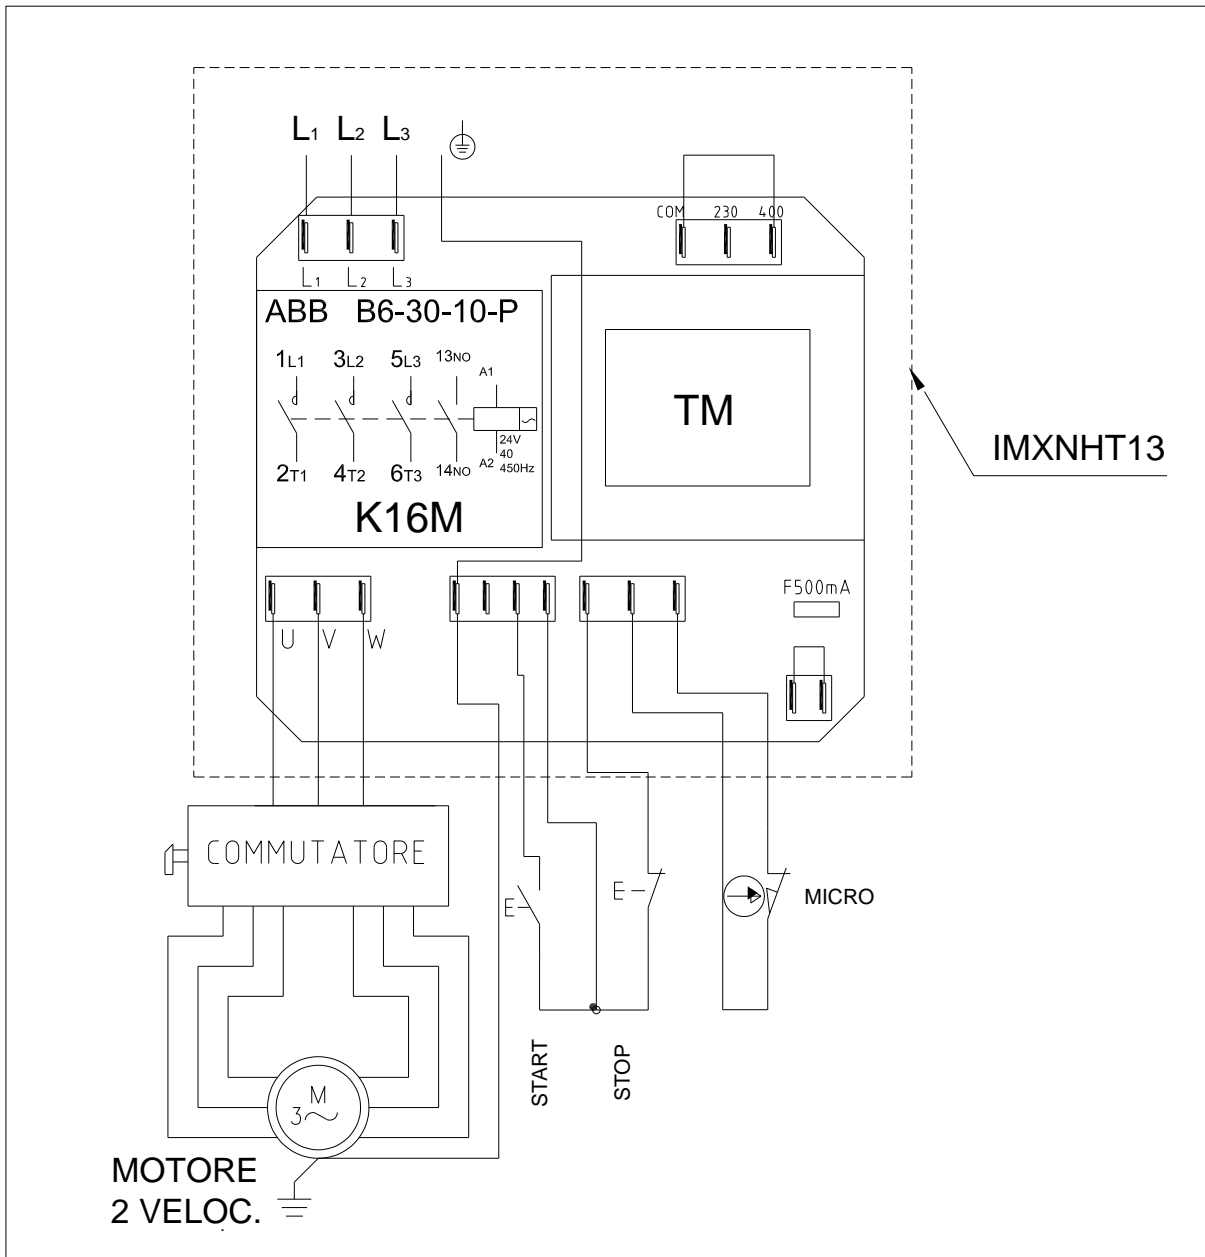 L1 L2 L3
COM 230 400
L1 L2 L3
ABB B6-30-10-P
1L1 3L2 5L3 13NO
A1
24V
40
450Hz
A2
2T1 4T2 6T3 14NO
K16M
TM
IMXNHT13
F500mA
U V W
COMMUTATORE
E
E
MICRO
START
STOP
M
3~
MOTORE
2 VELOC.